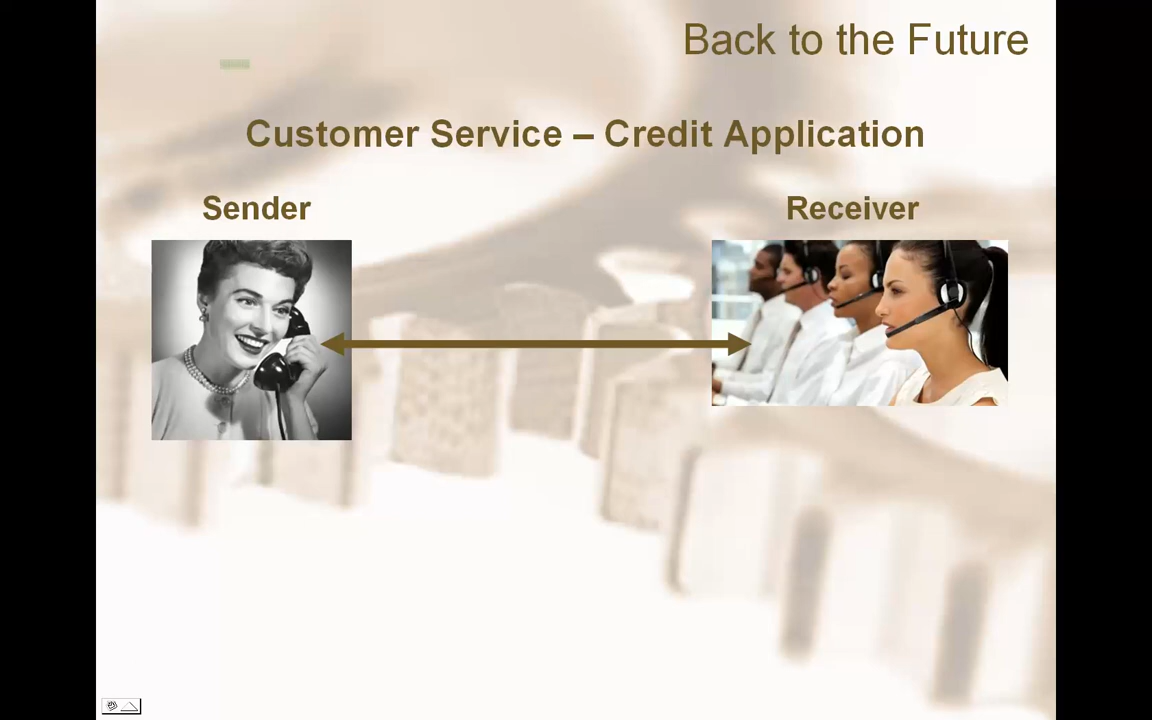 Back to the Future
Customer Service – Credit Application
Sender
Receiver